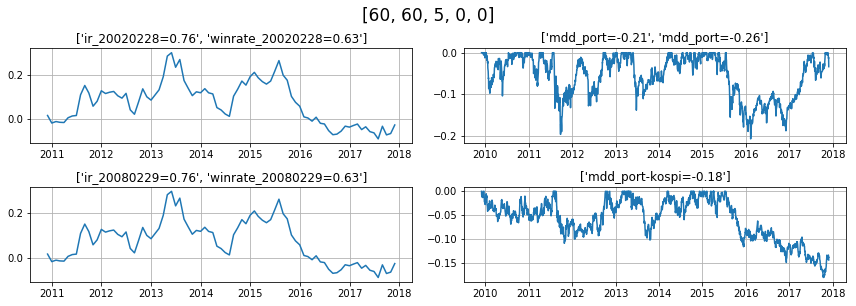 [60, 60, 5, 0, 0]
['ir_20020228=0.76', 'winrate_20020228=0.63']
0.2
0.0
2011 2012 2013 2014 2015 2016 2017 2018
['mdd_port=-0.21', 'mdd_port=-0.26']
0.0
−0.1
−0.2
2010 2011 2012 2013 2014 2015 2016 2017 2018
['ir_20080229=0.76', 'winrate_20080229=0.63']
0.2
0.0
2011 2012 2013 2014 2015 2016 2017 2018
['mdd_port-kospi=-0.18']
0.00
−0.05
−0.10
−0.15
2010 2011 2012 2013 2014 2015 2016 2017 2018